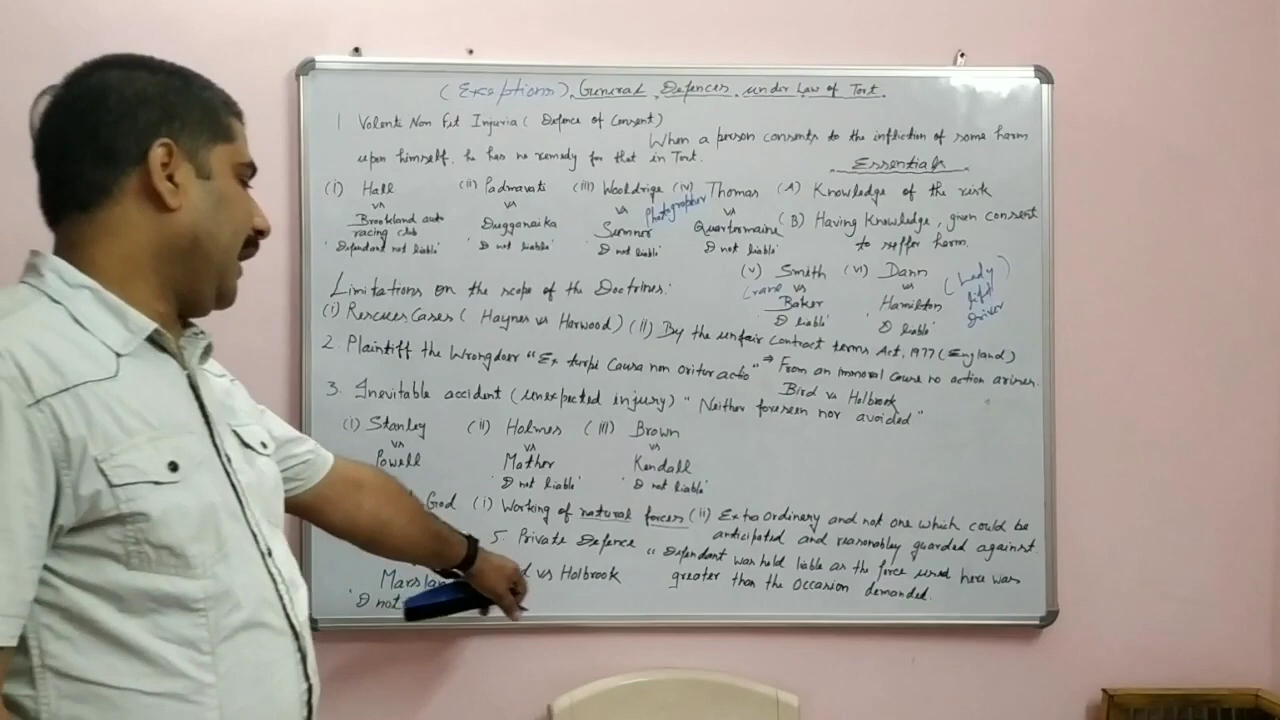 (Exceptions) General Defences under Law of Tort.
1 Volenti Non Fit Injuria (Defence of Consent)
When a person consents to the infliction of some harm
upon himself, he has no remedy for that in Tort.
Essentials
(i) Hall (ii) Padmavati (iii) Wooldrige (iv) Thomas (A) Knowledge of the risk
vs vs vs Photographer vs
Brookland auto racing club Dugganaika Sumner Quartermaine (B) Having knowledge, given consent
to suffer harm.
'Defendant not liable' 'D not liable' 'D not liable' 'D not liable'
(v) Smith (vi) Dann (Lady
Crane vs vs lift
Baker Hamilton driver)
'D liable' 'D liable'
Limitations on the scope of the Doctrines:
(i) Rescues Cases (Haynes vs Harwood) (ii) By the unfair contract terms Act, 1977 (England)
2. Plaintiff the Wrongdoer "Ex turpi Causa non oritur actio" ⇒ From an immoral cause no action arises.
Bird vs Holbrook
3. Inevitable accident (unexpected injury) "Neither foreseen nor avoided"
(i) Stanley (ii) Holmes (iii) Brown
vs vs vs
Powell Mather Kendall
'D not liable' 'D not liable'
God (i) Working of natural forces (ii) Extraordinery and not one which could be
anticipated and reasonably guarded against.
5. Private Defence "Defendant was held liable as the force used here was
greater than the occasion demanded.
Marslan d vs Holbrook
'D not